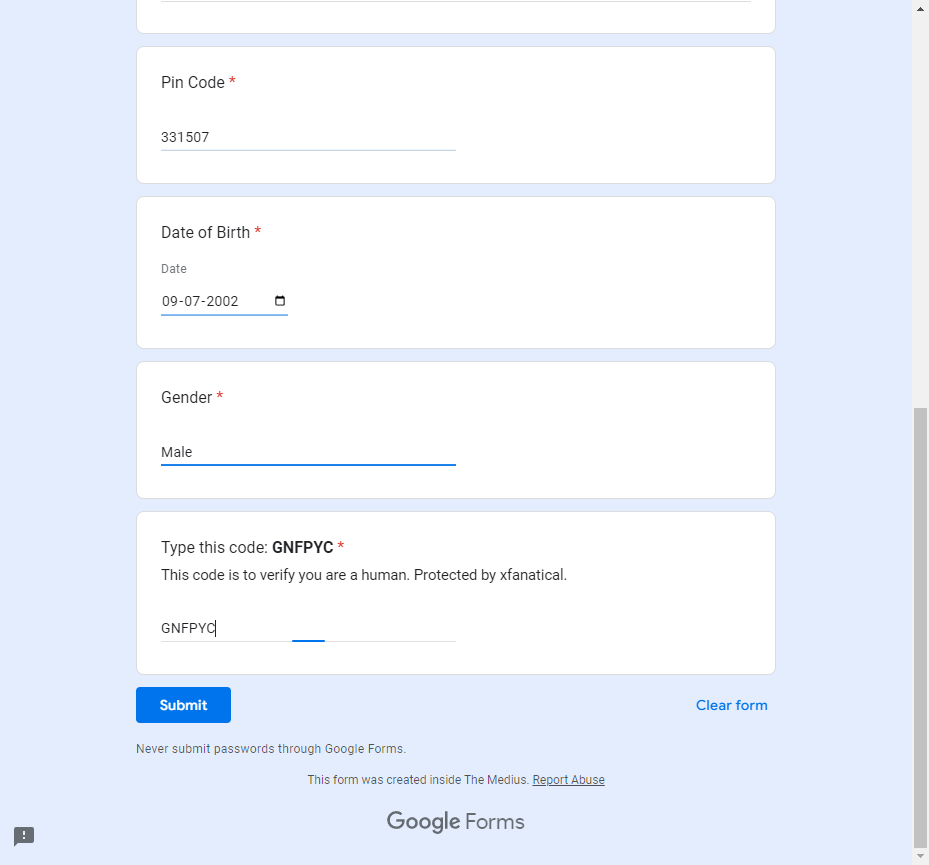 Pin Code *
331507
Date of Birth *
Date
09-07-2002
Gender *
Male
Type this code: GNFPYC *
This code is to verify you are a human. Protected by xfanatical.
GNFPYC
Submit
Clear form
Never submit passwords through Google Forms.
This form was created inside The Medius. Report Abuse
Google Forms